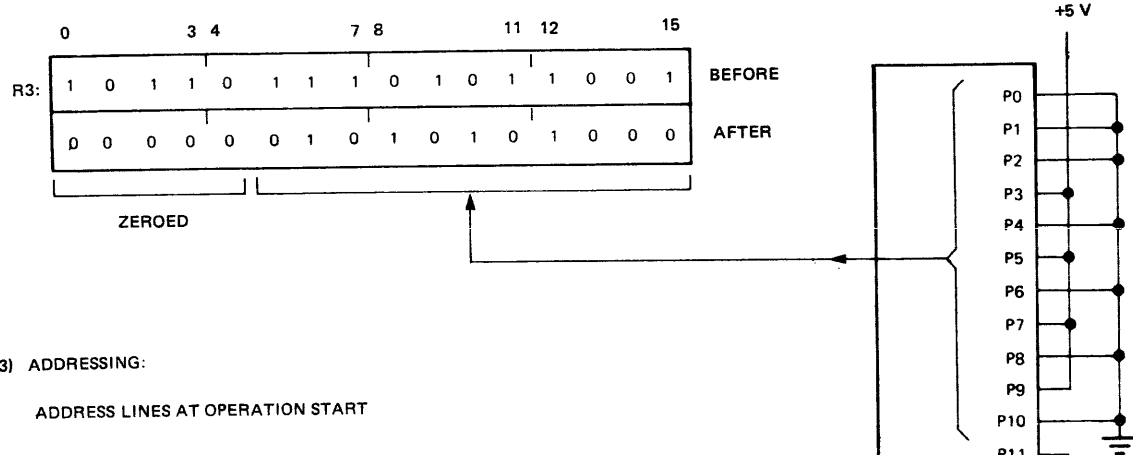 +5 V
0 3 4 7 8 11 12 15
R3: 1 0 1 1 0 1 1 1 0 1 0 1 1 0 0 1 BEFORE
0 0 0 0 0 0 1 0 1 0 1 0 1 0 0 0 AFTER
ZEROED
P0
P1
P2
P3
P4
P5
P6
P7
P8
P9
P10
P11
3) ADDRESSING:
ADDRESS LINES AT OPERATION START